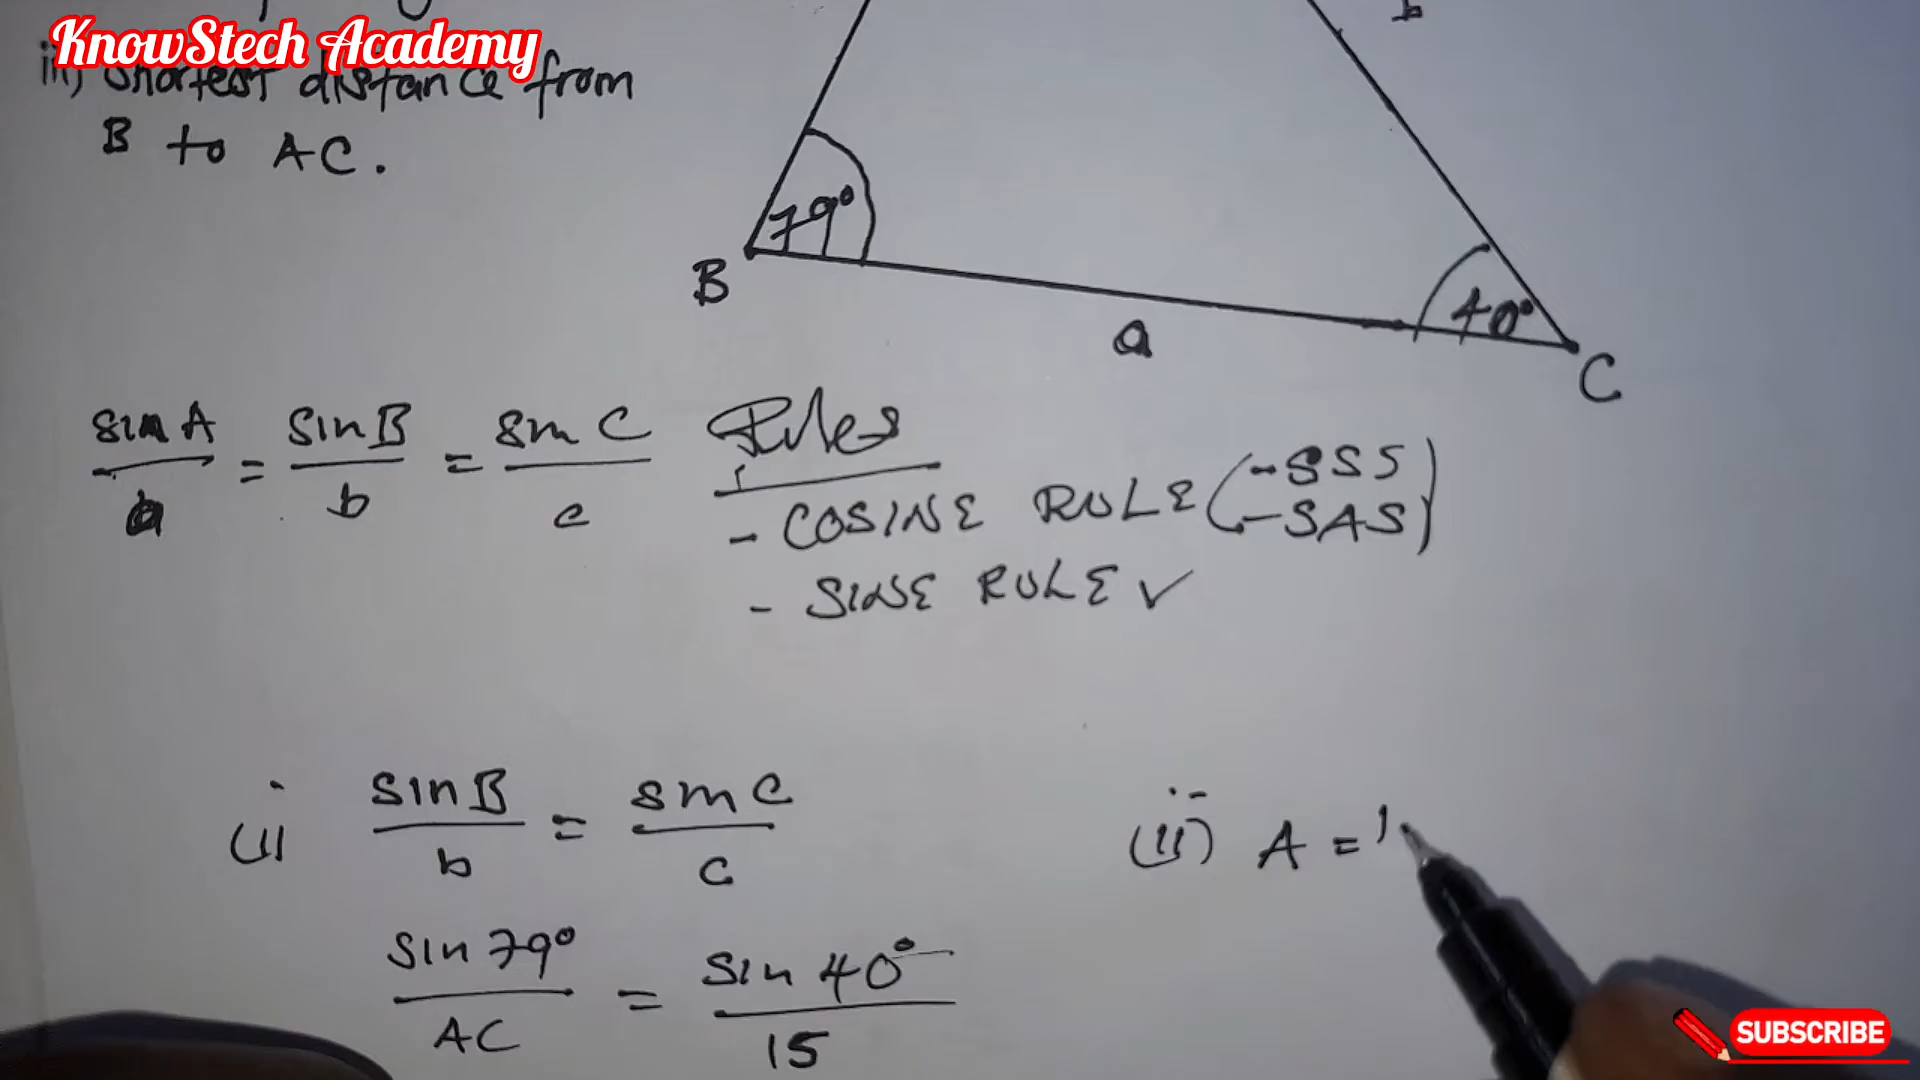 KnowStech Academy
iii) Shortest distance from
B to AC.
b
79°
40°
B
a
C
sin A / a = sin B / b = sin C / c
Rules
- COSINE RULE (-SSS
-SAS)
- SINE RULE ✓
(i) sin B / b = sin C / c
sin 79° / AC = sin 40° / 15
(ii) A = 1
SUBSCRIBE